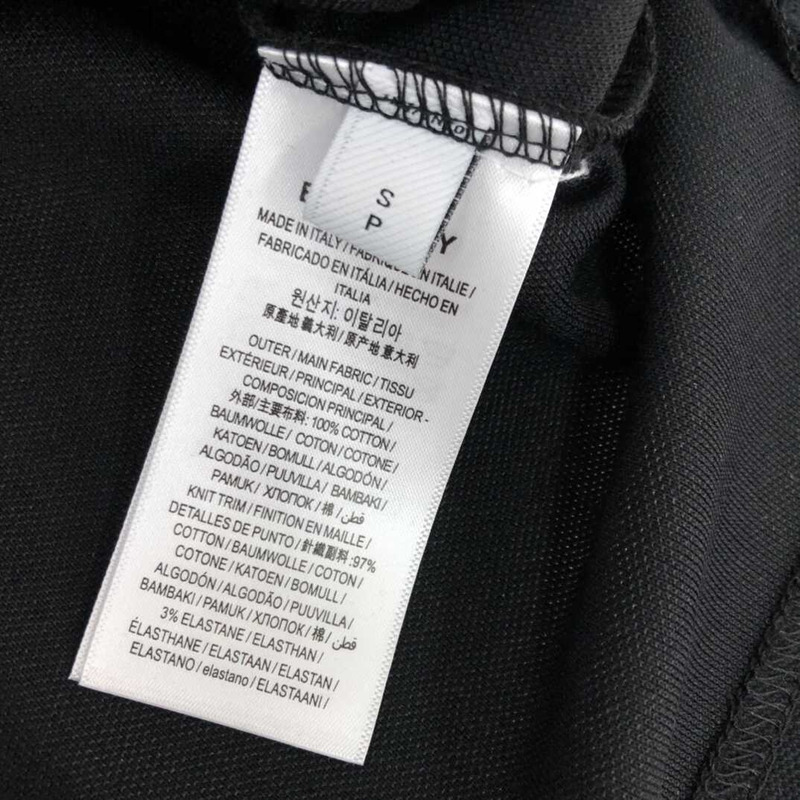 S
P
Y
MADE IN ITALY / FABRIQUÉ EN ITALIE /
FABRICADO EN ITÁLIA / HECHO EN
ITALIA
원산지: 이탈리아
原產地 義大利 / 原产地 意大利
OUTER / MAIN FABRIC / TISSU
EXTÉRIEUR / PRINCIPAL / EXTERIOR -
COMPOSICION PRINCIPAL /
外部/主要布料: 100% COTTON /
BAUMWOLLE / COTON / COTONE /
KATOEN / BOMULL / ALGODÓN /
ALGODÃO / PUUVILLA / BAMBAKI /
PAMUK / ХЛОПОК / 棉 / قطن
KNIT TRIM / FINITION EN MAILLE /
DETALLES DE PUNTO / 針織副料: 97%
COTTON / BAUMWOLLE / COTON /
COTONE / KATOEN / BOMULL /
ALGODÓN / ALGODÃO / PUUVILLA /
BAMBAKI / PAMUK / ХЛОПОК / 棉 / قطن
3% ELASTANE / ELASTHAN /
ÉLASTHANE / ELASTAAN / ELASTAN /
ELASTANO / elastano / ELASTAANI /